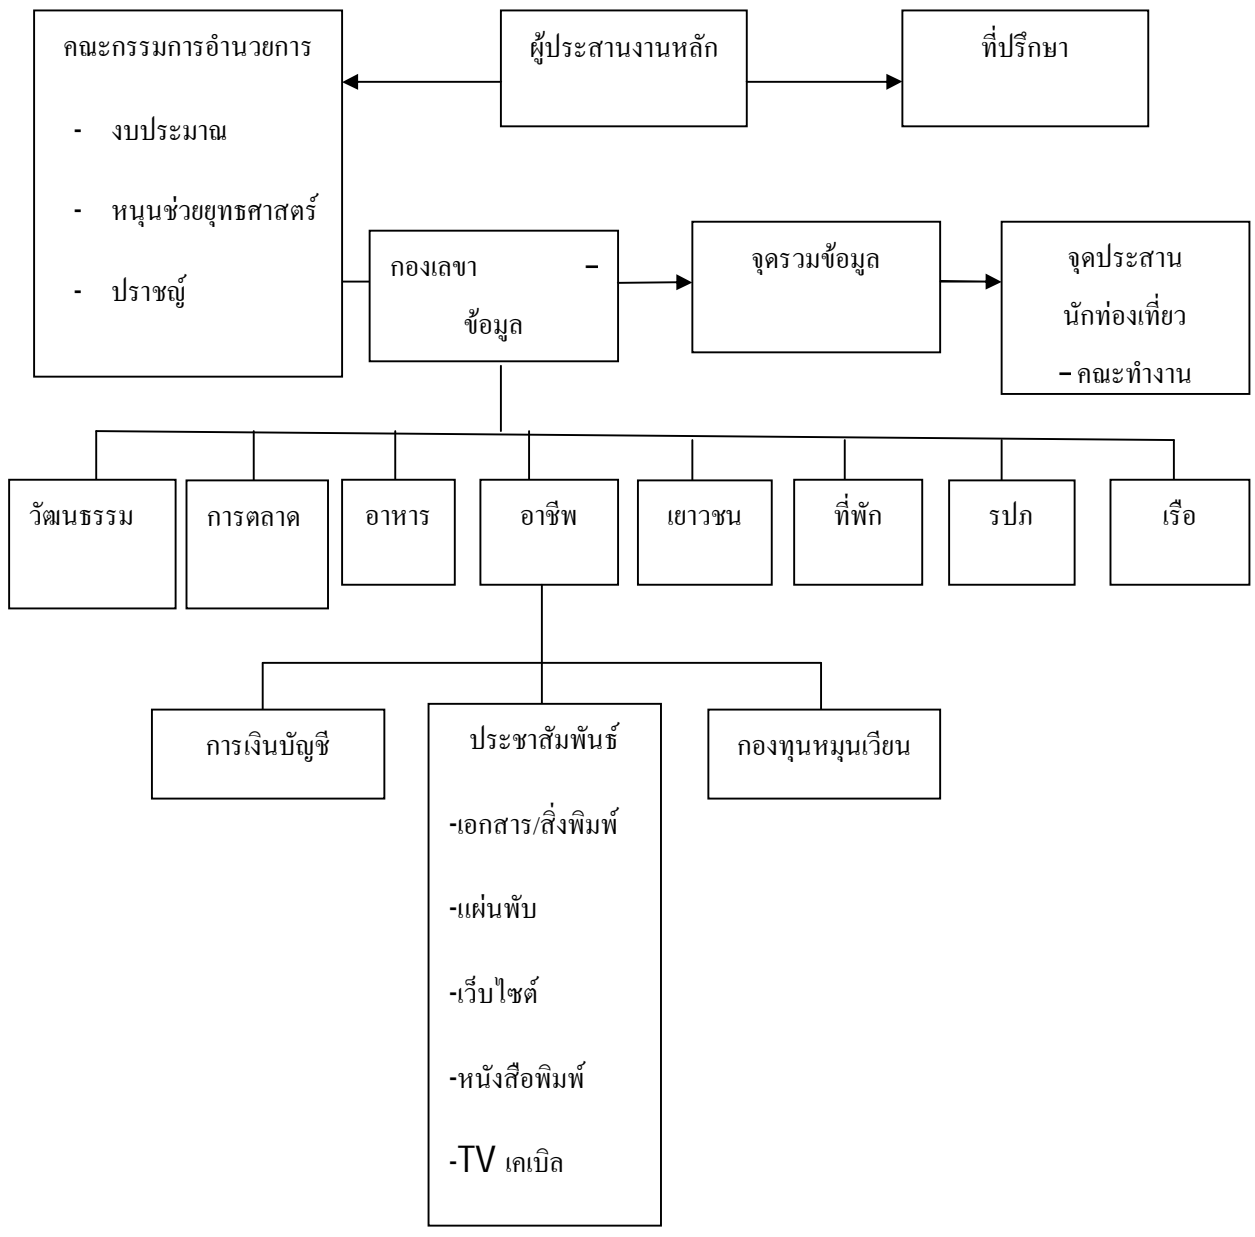 คณะกรรมการอำนวยการ
- งบประมาณ
- หนุนช่วยยุทธศาสตร์
- ปราชญ์
ผู้ประสานงานหลัก
ที่ปรึกษา
กองเลขา –
ข้อมูล
จุดรวมข้อมูล
จุดประสาน
นักท่องเที่ยว
– คณะทำงาน
วัฒนธรรม
การตลาด
อาหาร
อาชีพ
เยาวชน
ที่พัก
รปภ
เรือ
การเงินบัญชี
ประชาสัมพันธ์
-เอกสาร/สิ่งพิมพ์
-แผ่นพับ
-เว็บไซต์
-หนังสือพิมพ์
-TV เคเบิล
กองทุนหมุนเวียน